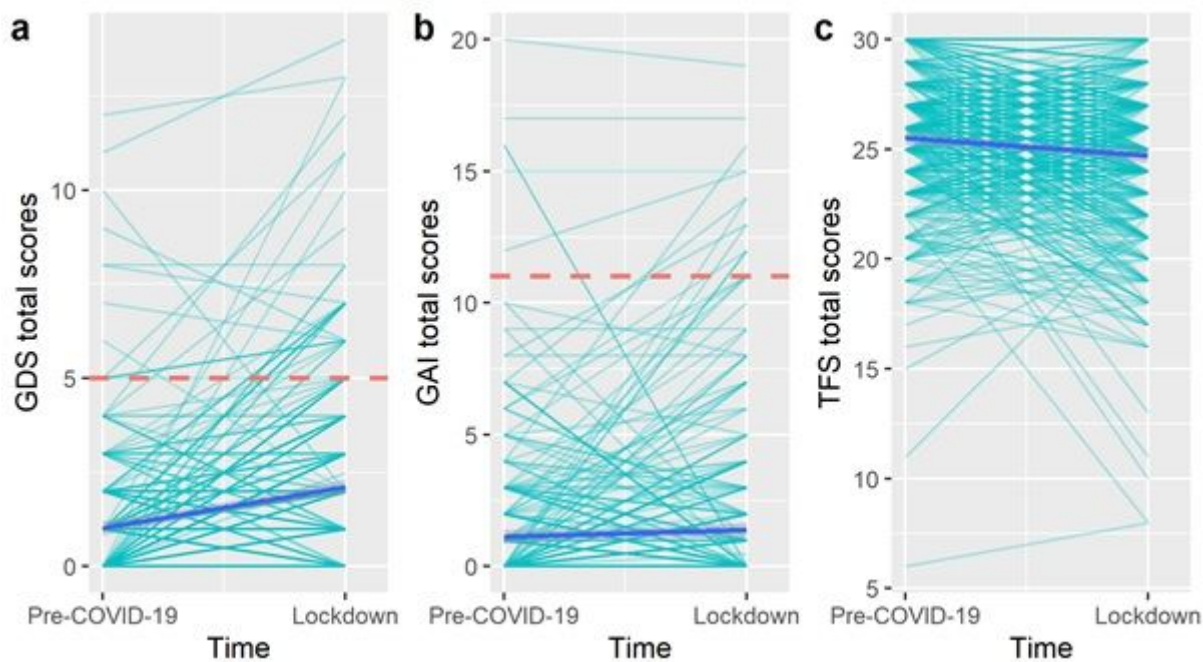 a
GDS total scores
10
5
0
Pre-COVID-19 Lockdown
Time
b
GAI total scores
20
15
10
5
0
Pre-COVID-19 Lockdown
Time
c
TFS total scores
30
25
20
15
10
5
Pre-COVID-19 Lockdown
Time